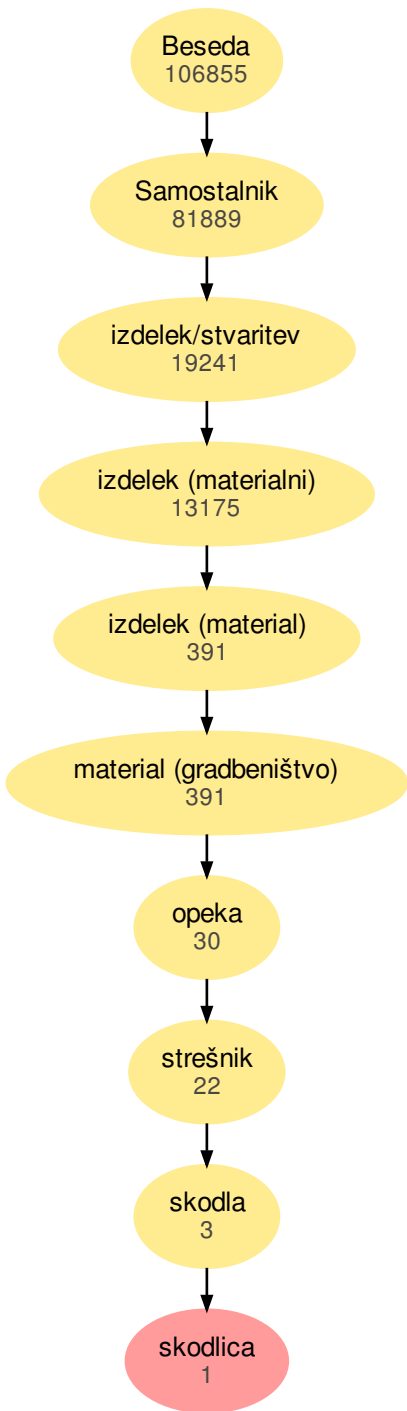 Beseda
106855
Samostalnik
81889
izdelek/stvaritev
19241
izdelek (materialni)
13175
izdelek (material)
391
material (gradbeništvo)
391
opeka
30
strešnik
22
skodla
3
skodlica
1